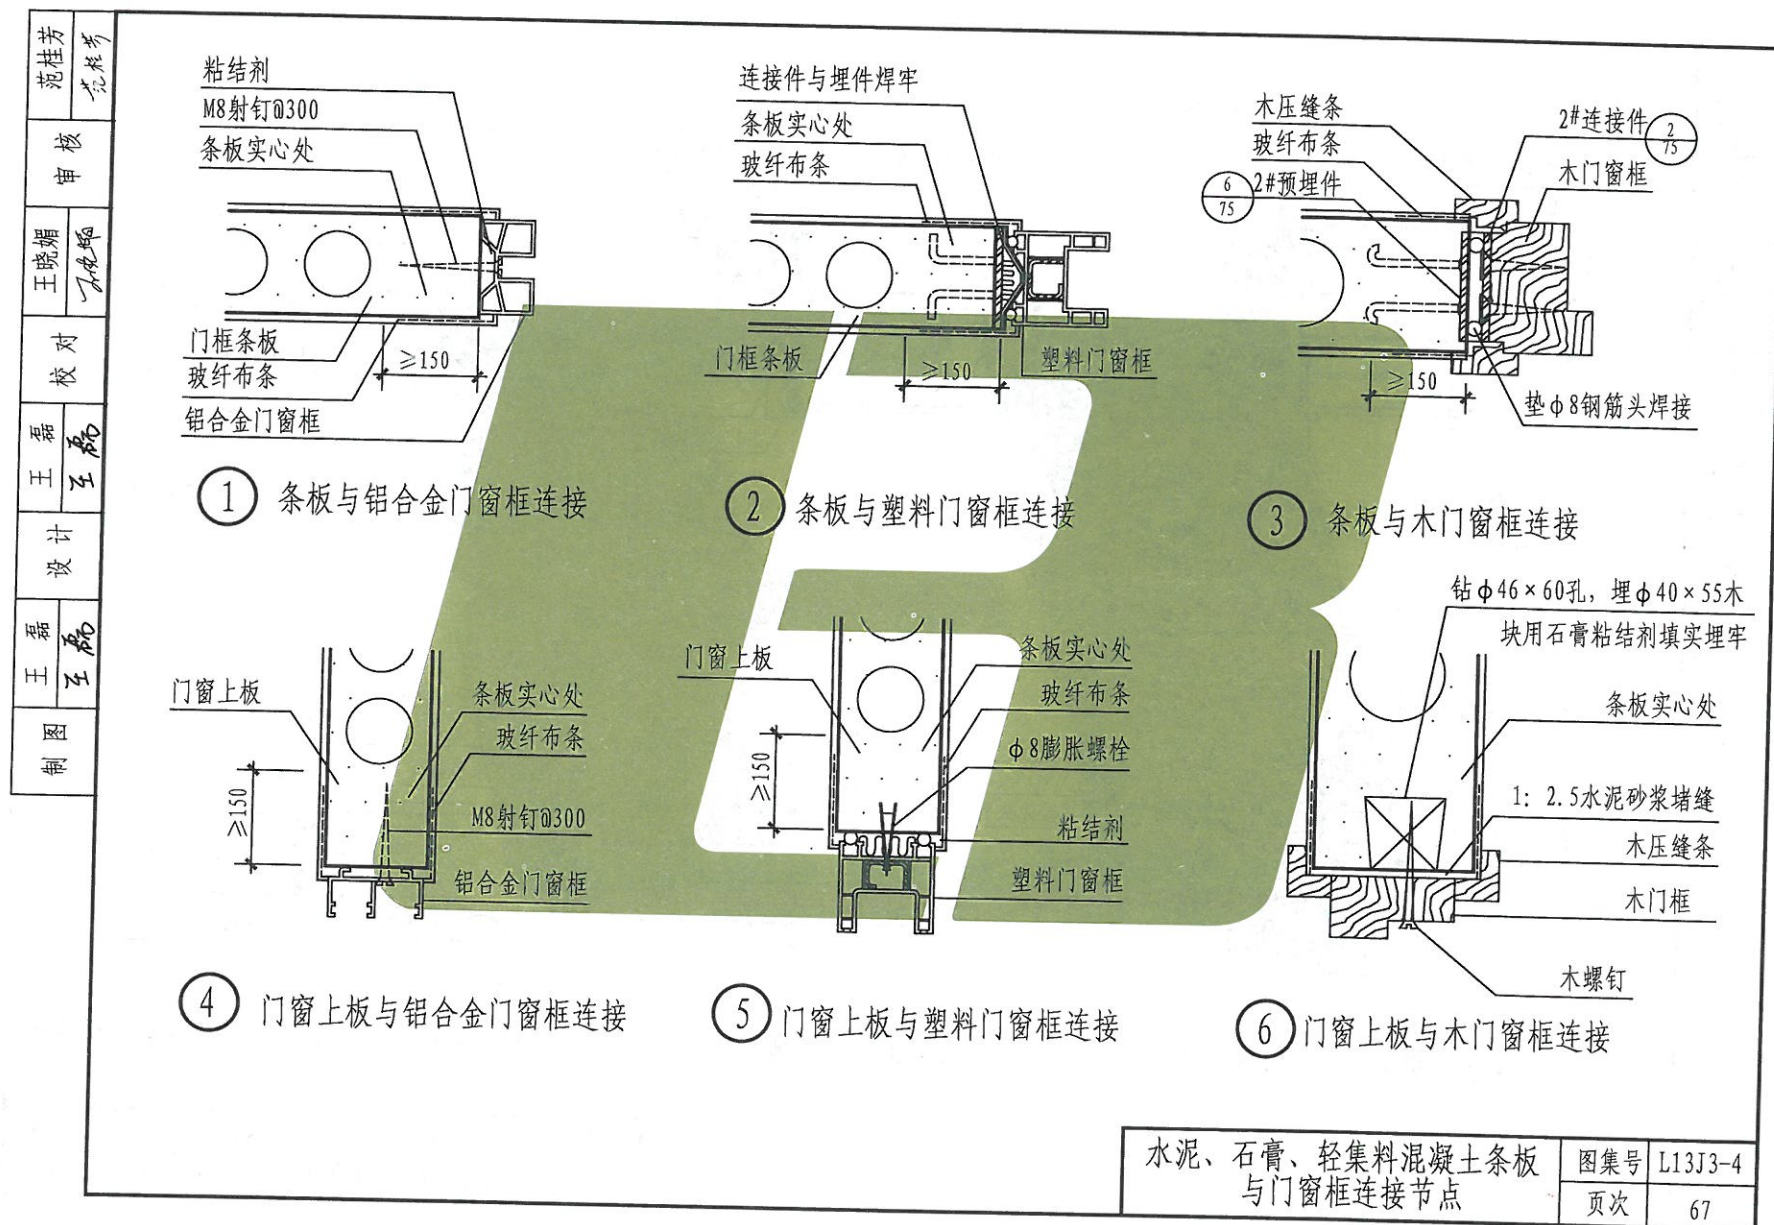 范桂芳
范桂芳
审核
王晓媚
校对
王磊
王磊
设计
王磊
王磊
制图
粘结剂
M8射钉@300
条板实心处
门框条板
玻纤布条
铝合金门窗框
≥150
① 条板与铝合金门窗框连接
连接件与埋件焊牢
条板实心处
玻纤布条
门框条板
≥150
塑料门窗框
② 条板与塑料门窗框连接
木压缝条
玻纤布条
6
75
2#预埋件
2#连接件
2
75
木门窗框
≥150
垫ϕ8钢筋头焊接
③ 条板与木门窗框连接
门窗上板
条板实心处
玻纤布条
≥150
M8射钉@300
铝合金门窗框
④ 门窗上板与铝合金门窗框连接
门窗上板
条板实心处
玻纤布条
ϕ8膨胀螺栓
≥150
粘结剂
塑料门窗框
⑤ 门窗上板与塑料门窗框连接
钻ϕ46×60孔，埋ϕ40×55木
块用石膏粘结剂填实埋牢
条板实心处
1：2.5水泥砂浆堵缝
木压缝条
木门框
木螺钉
⑥ 门窗上板与木门窗框连接
水泥、石膏、轻集料混凝土条板
与门窗框连接节点
图集号 L13J3-4
页次 67